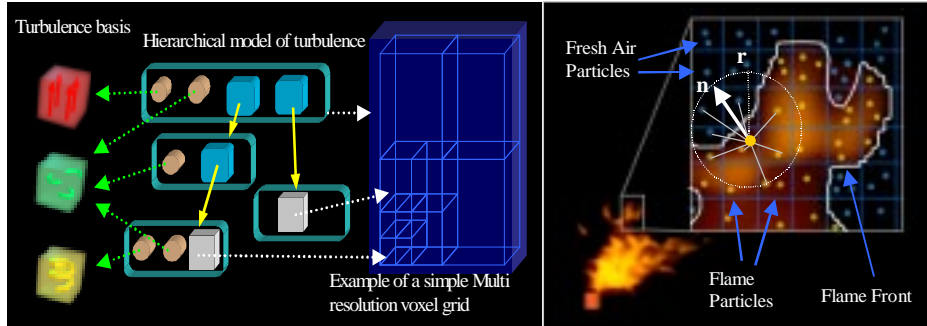 Turbulence basis
Hierarchical model of turbulence
Example of a simple Multi
resolution voxel grid
Fresh Air
Particles
r
n
Flame
Particles
Flame Front